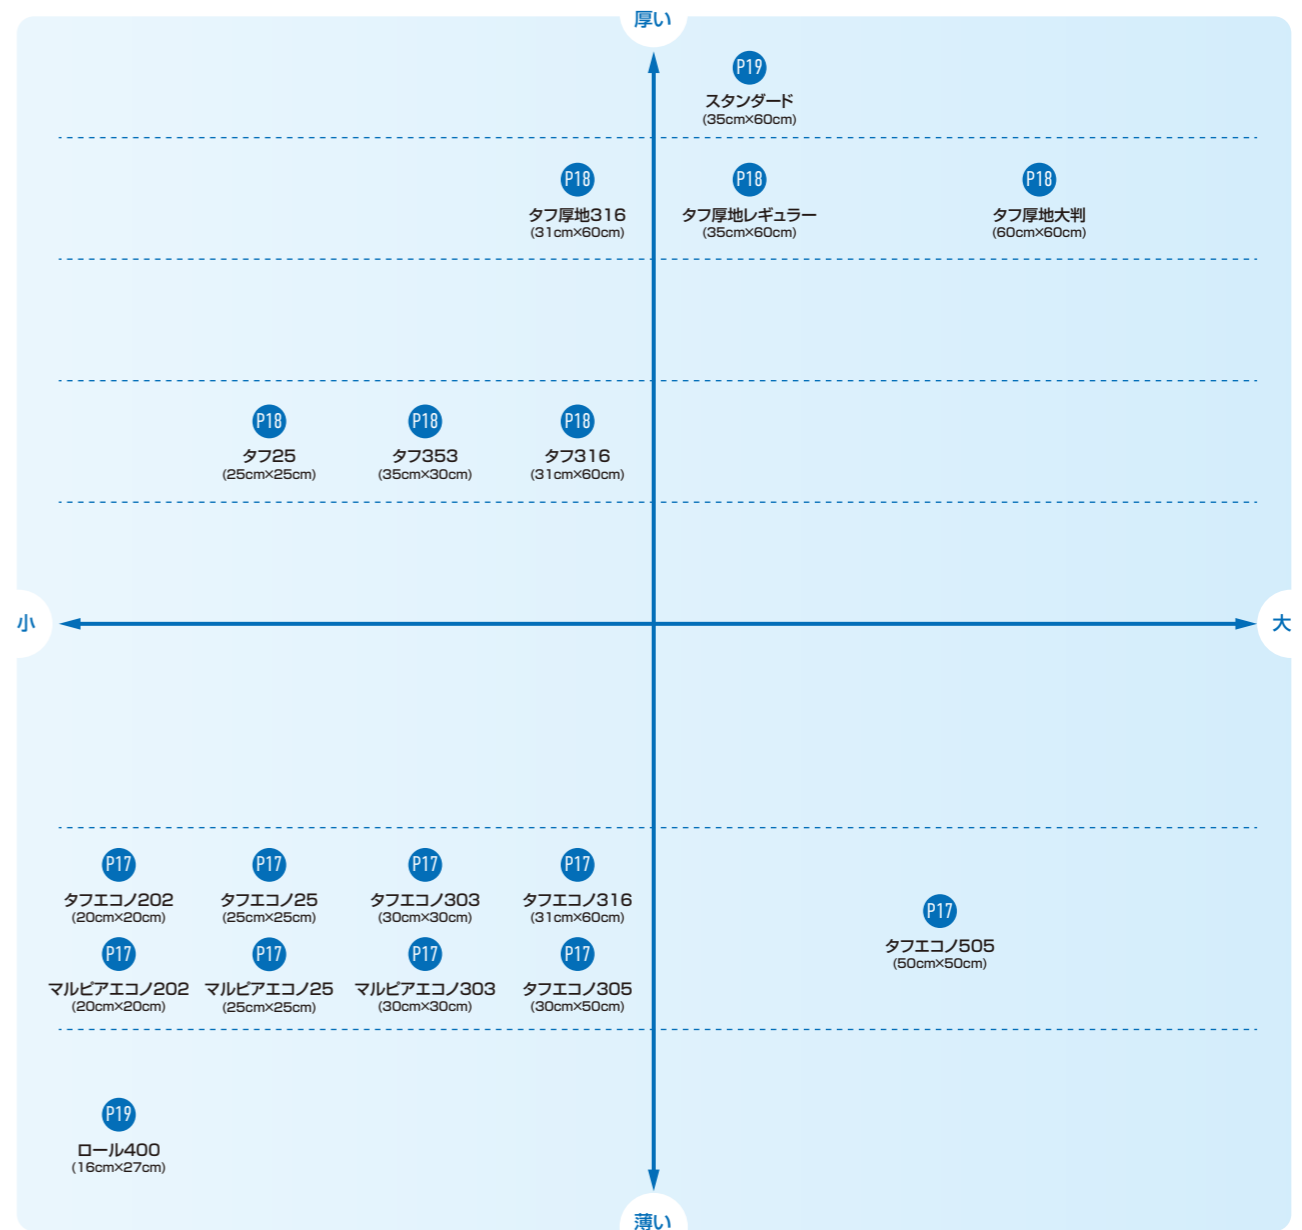 厚い
P19
スタンダード
(35cm×60cm)
P18
タフ厚地316
(31cm×60cm)
P18
タフ厚地レギュラー
(35cm×60cm)
P18
タフ厚地大判
(60cm×60cm)
P18
タフ25
(25cm×25cm)
P18
タフ353
(35cm×30cm)
P18
タフ316
(31cm×60cm)
小
大
P17
タフエコノ202
(20cm×20cm)
P17
タフエコノ25
(25cm×25cm)
P17
タフエコノ303
(30cm×30cm)
P17
タフエコノ316
(31cm×60cm)
P17
タフエコノ505
(50cm×50cm)
P17
マルピアエコノ202
(20cm×20cm)
P17
マルピアエコノ25
(25cm×25cm)
P17
マルピアエコノ303
(30cm×30cm)
P17
タフエコノ305
(30cm×50cm)
P19
ロール400
(16cm×27cm)
薄い